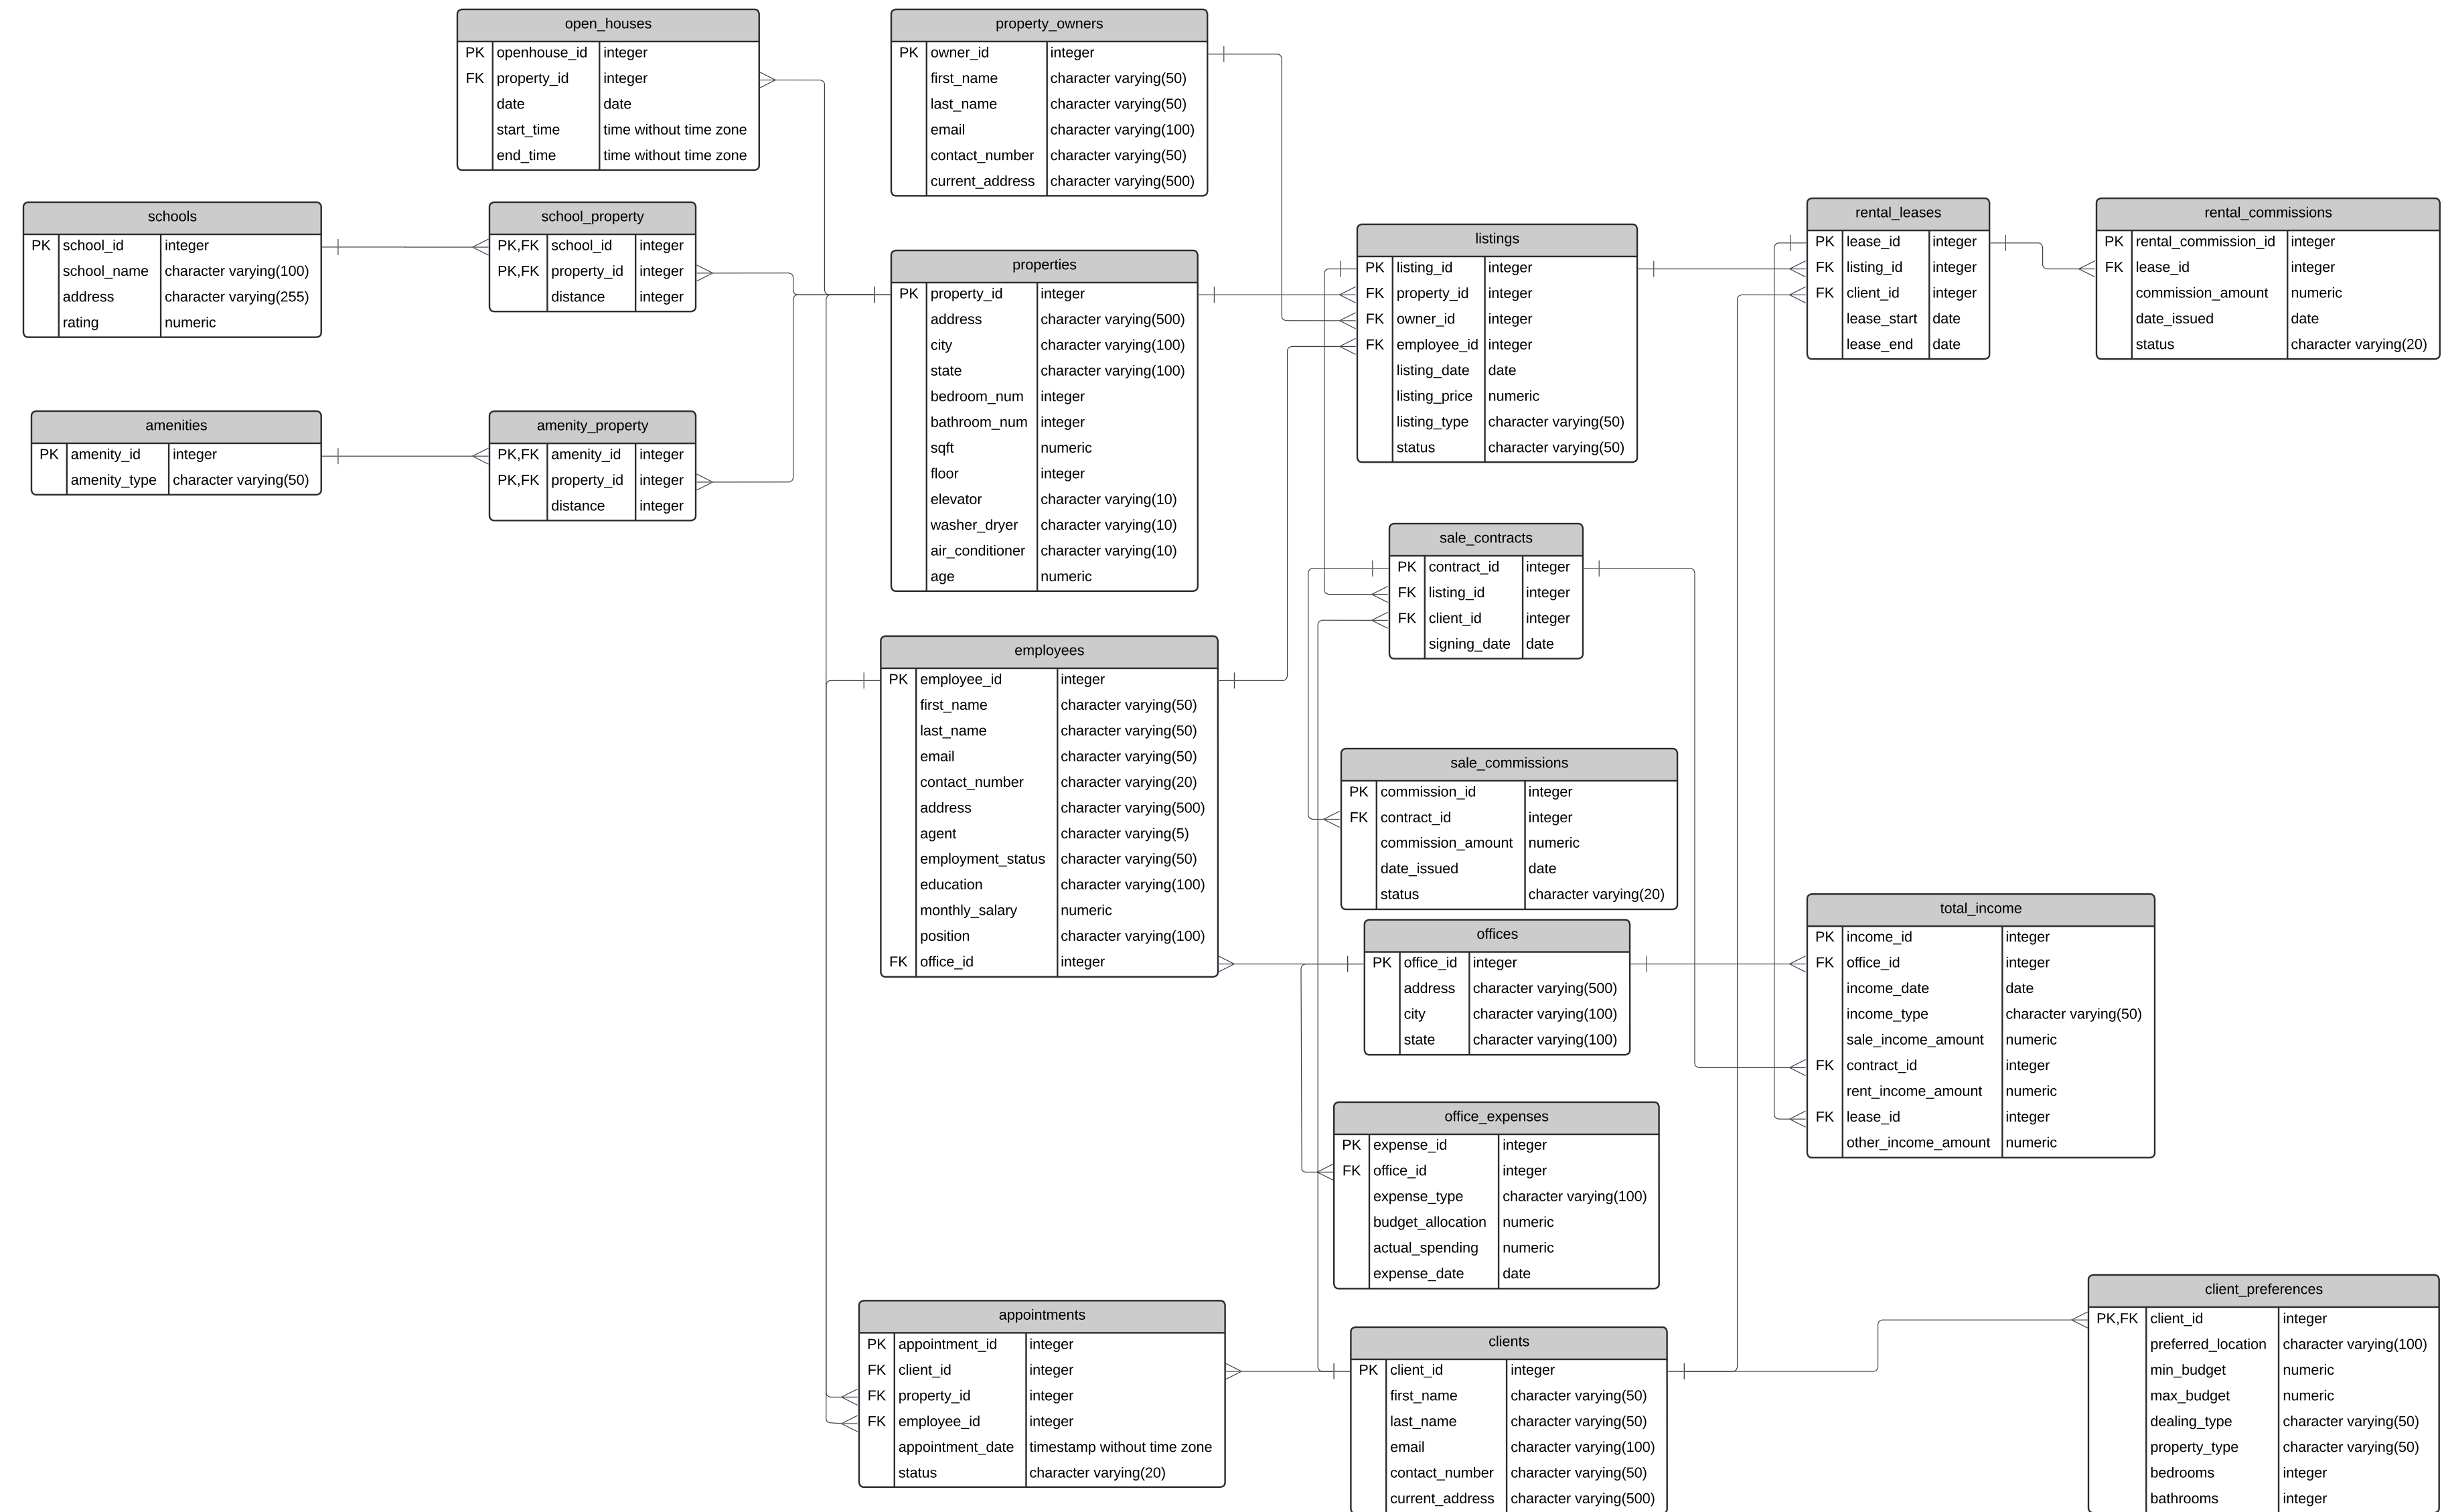 open_houses
PK openhouse_id integer
FK property_id integer
date date
start_time time without time zone
end_time time without time zone
property_owners
PK owner_id integer
first_name character varying(50)
last_name character varying(50)
email character varying(100)
contact_number character varying(50)
current_address character varying(500)
schools
PK school_id integer
school_name character varying(100)
address character varying(255)
rating numeric
school_property
PK,FK school_id integer
PK,FK property_id integer
distance integer
properties
PK property_id integer
address character varying(500)
city character varying(100)
state character varying(100)
bedroom_num integer
bathroom_num integer
sqft numeric
floor integer
elevator character varying(10)
washer_dryer character varying(10)
air_conditioner character varying(10)
age numeric
listings
PK listing_id integer
FK property_id integer
FK owner_id integer
FK employee_id integer
listing_date date
listing_price numeric
listing_type character varying(50)
status character varying(50)
rental_leases
PK lease_id integer
FK listing_id integer
FK client_id integer
lease_start date
lease_end date
rental_commissions
PK rental_commission_id integer
FK lease_id integer
commission_amount numeric
date_issued date
status character varying(20)
amenities
PK amenity_id integer
amenity_type character varying(50)
amenity_property
PK,FK amenity_id integer
PK,FK property_id integer
distance integer
sale_contracts
PK contract_id integer
FK listing_id integer
FK client_id integer
signing_date date
employees
PK employee_id integer
first_name character varying(50)
last_name character varying(50)
email character varying(50)
contact_number character varying(20)
address character varying(500)
agent character varying(5)
employment_status character varying(50)
education character varying(100)
monthly_salary numeric
position character varying(100)
FK office_id integer
sale_commissions
PK commission_id integer
FK contract_id integer
commission_amount numeric
date_issued date
status character varying(20)
offices
PK office_id integer
address character varying(500)
city character varying(100)
state character varying(100)
total_income
PK income_id integer
FK office_id integer
income_date date
income_type character varying(50)
sale_income_amount numeric
FK contract_id integer
rent_income_amount numeric
FK lease_id integer
other_income_amount numeric
office_expenses
PK expense_id integer
FK office_id integer
expense_type character varying(100)
budget_allocation numeric
actual_spending numeric
expense_date date
appointments
PK appointment_id integer
FK client_id integer
FK property_id integer
FK employee_id integer
appointment_date timestamp without time zone
status character varying(20)
clients
PK client_id integer
first_name character varying(50)
last_name character varying(50)
email character varying(100)
contact_number character varying(50)
current_address character varying(500)
client_preferences
PK,FK client_id integer
preferred_location character varying(100)
min_budget numeric
max_budget numeric
dealing_type character varying(50)
property_type character varying(50)
bedrooms integer
bathrooms integer